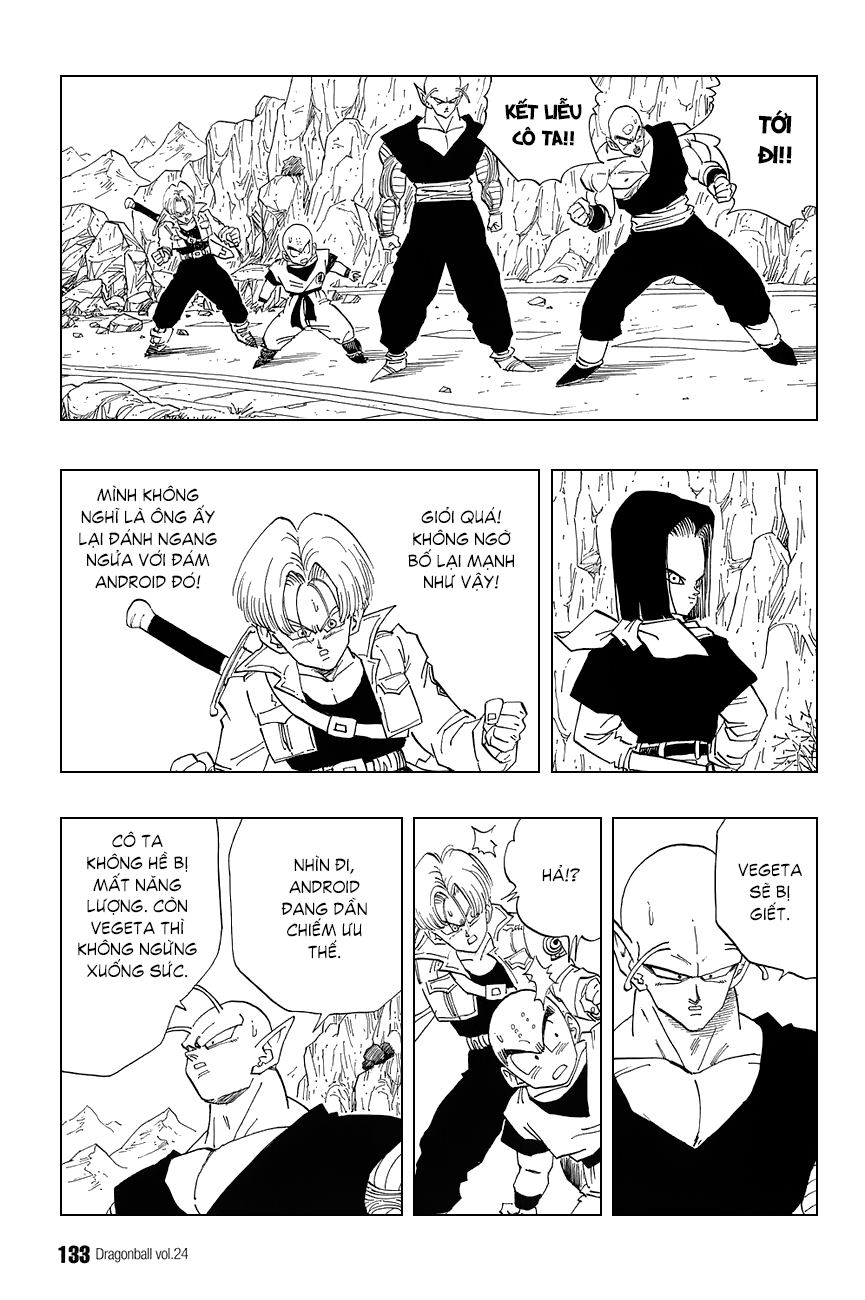 TỚI
ĐI!!
KẾT LIỄU
CÔ TA!!
GIỎI QUÁ!
KHÔNG NGỜ
BỐ LẠI MẠNH
NHƯ VẬY!
MÌNH KHÔNG
NGHĨ LÀ ÔNG ẤY
LẠI ĐÁNH NGANG
NGỬA VỚI ĐÁM
ANDROID ĐÓ!
VEGETA
SẼ BỊ
GIẾT.
HẢ!?
NHÌN ĐI,
ANDROID
ĐANG DẦN
CHIẾM ƯU
THẾ.
CÔ TA
KHÔNG HỀ BỊ
MẤT NĂNG
LƯỢNG. CÒN
VEGETA THÌ
KHÔNG NGỪNG
XUỐNG SỨC.
133 Dragonball vol.24